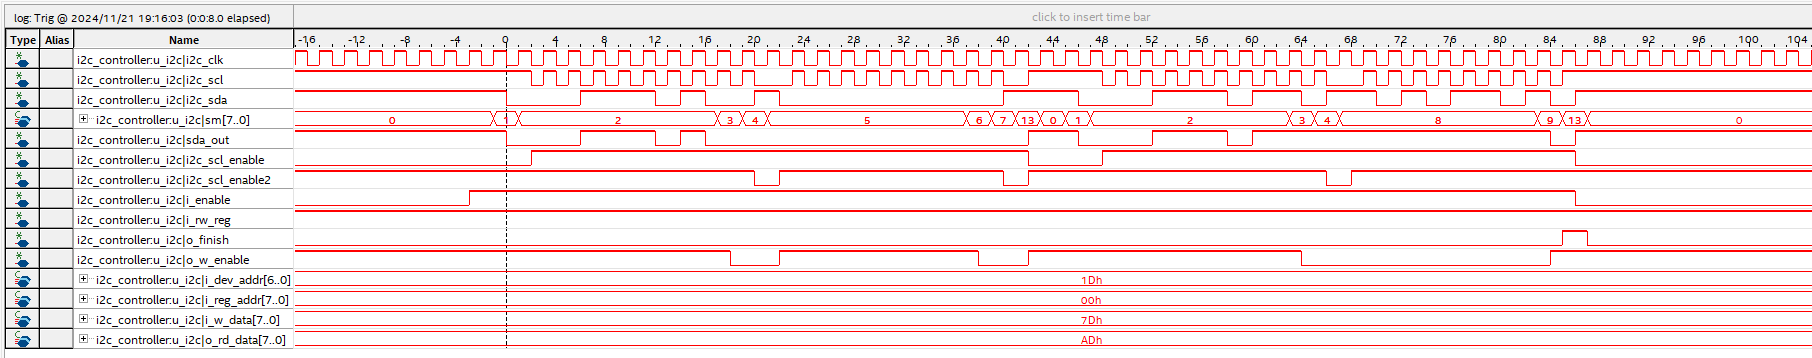 log: Trig @ 2024/11/21 19:16:03 (0:0:8.0 elapsed) click to insert time bar
Type Alias Name -16 -12 -8 -4 0 4 8 12 16 20 24 28 32 36 40 44 48 52 56 60 64 68 72 76 80 84 88 92 96 100 104
i2c_controller:u_i2c|i2c_clk
i2c_controller:u_i2c|i2c_scl
i2c_controller:u_i2c|i2c_sda
i2c_controller:u_i2c|sm[7..0] 0 1 2 3 4 5 6 7 13 0 1 2 3 4 8 9 13 0
i2c_controller:u_i2c|sda_out
i2c_controller:u_i2c|i2c_scl_enable
i2c_controller:u_i2c|i2c_scl_enable2
i2c_controller:u_i2c|i_enable
i2c_controller:u_i2c|i_rw_reg
i2c_controller:u_i2c|o_finish
i2c_controller:u_i2c|o_w_enable
i2c_controller:u_i2c|i_dev_addr[6..0] 1Dh
i2c_controller:u_i2c|i_reg_addr[7..0] 00h
i2c_controller:u_i2c|i_w_data[7..0] 7Dh
i2c_controller:u_i2c|o_rd_data[7..0] ADh